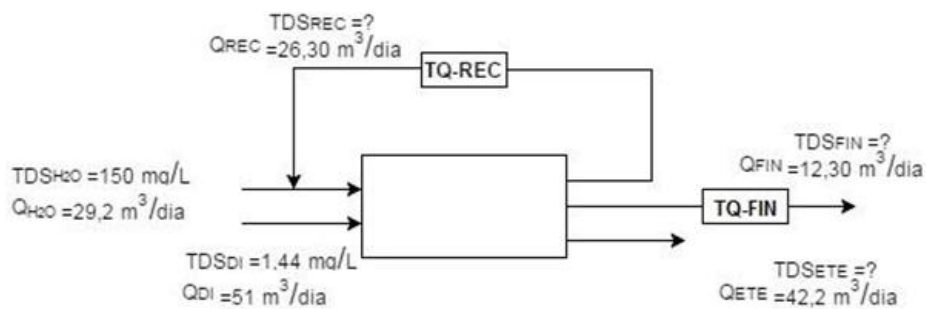 TDSREC =?
QREC =26,30 m³/dia
TQ-REC
TDSFIN =?
QFIN =12,30 m³/dia
TDSH2O =150 mg/L
QH2O =29,2 m³/dia
TQ-FIN
TDSDI =1,44 mg/L
QDI =51 m³/dia
TDSETE =?
QETE =42,2 m³/dia